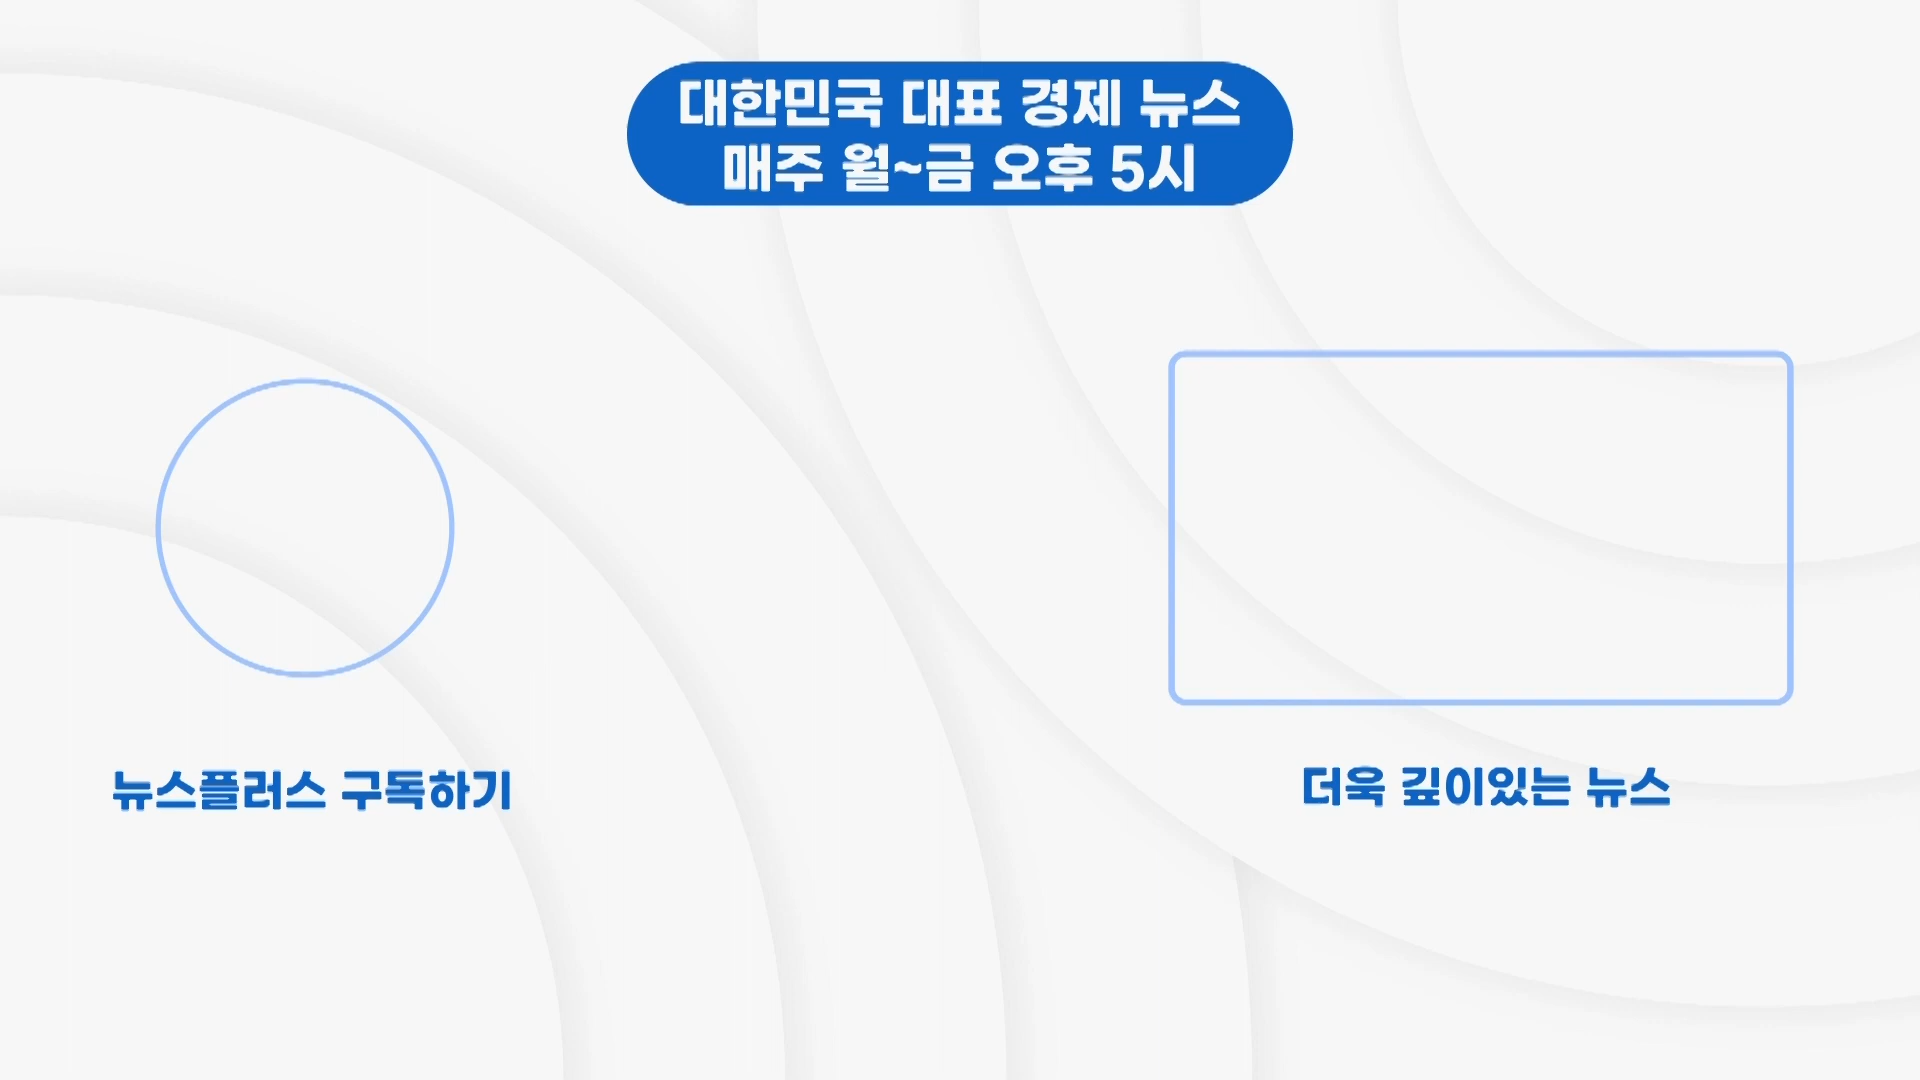 대한민국 대표 경제 뉴스
매주 월~금 오후 5시
뉴스플러스 구독하기
더욱 깊이있는 뉴스